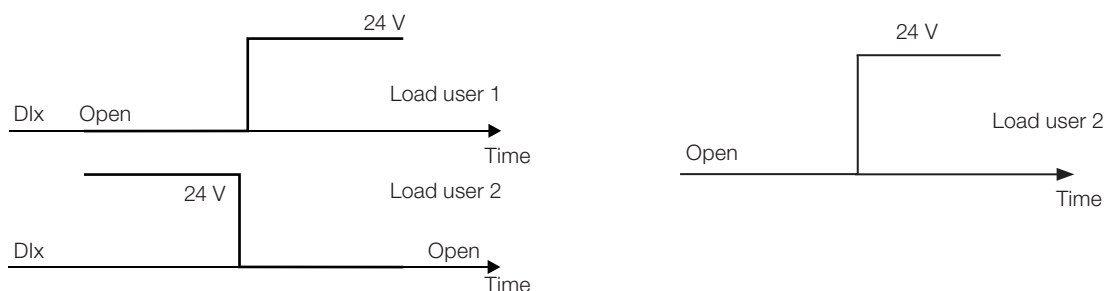 24 V
DIx Open
Load user 1
Time
24 V
Load user 2
DIx
Open
Time
24 V
Open
Load user 2
Time